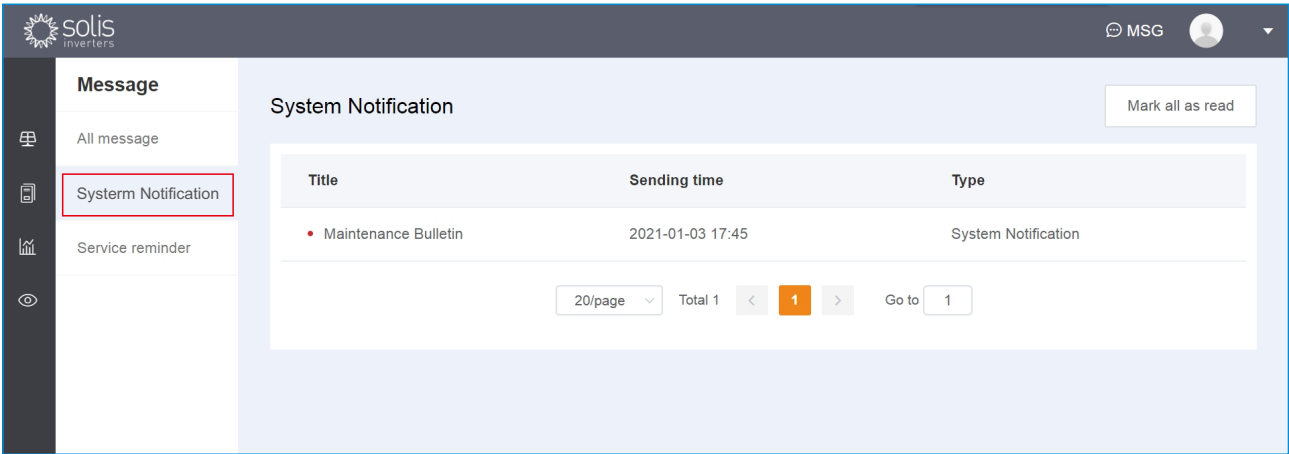 solis
inverters
MSG
Message
All message
Systerm Notification
Service reminder
System Notification
Mark all as read
Title Sending time Type
Maintenance Bulletin 2021-01-03 17:45 System Notification
20/page Total 1 < 1 > Go to 1